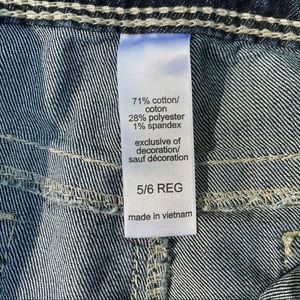 71% cotton/
coton
28% polyester
1% spandex
exclusive of
decoration/
sauf décoration
5/6 REG
made in vietnam